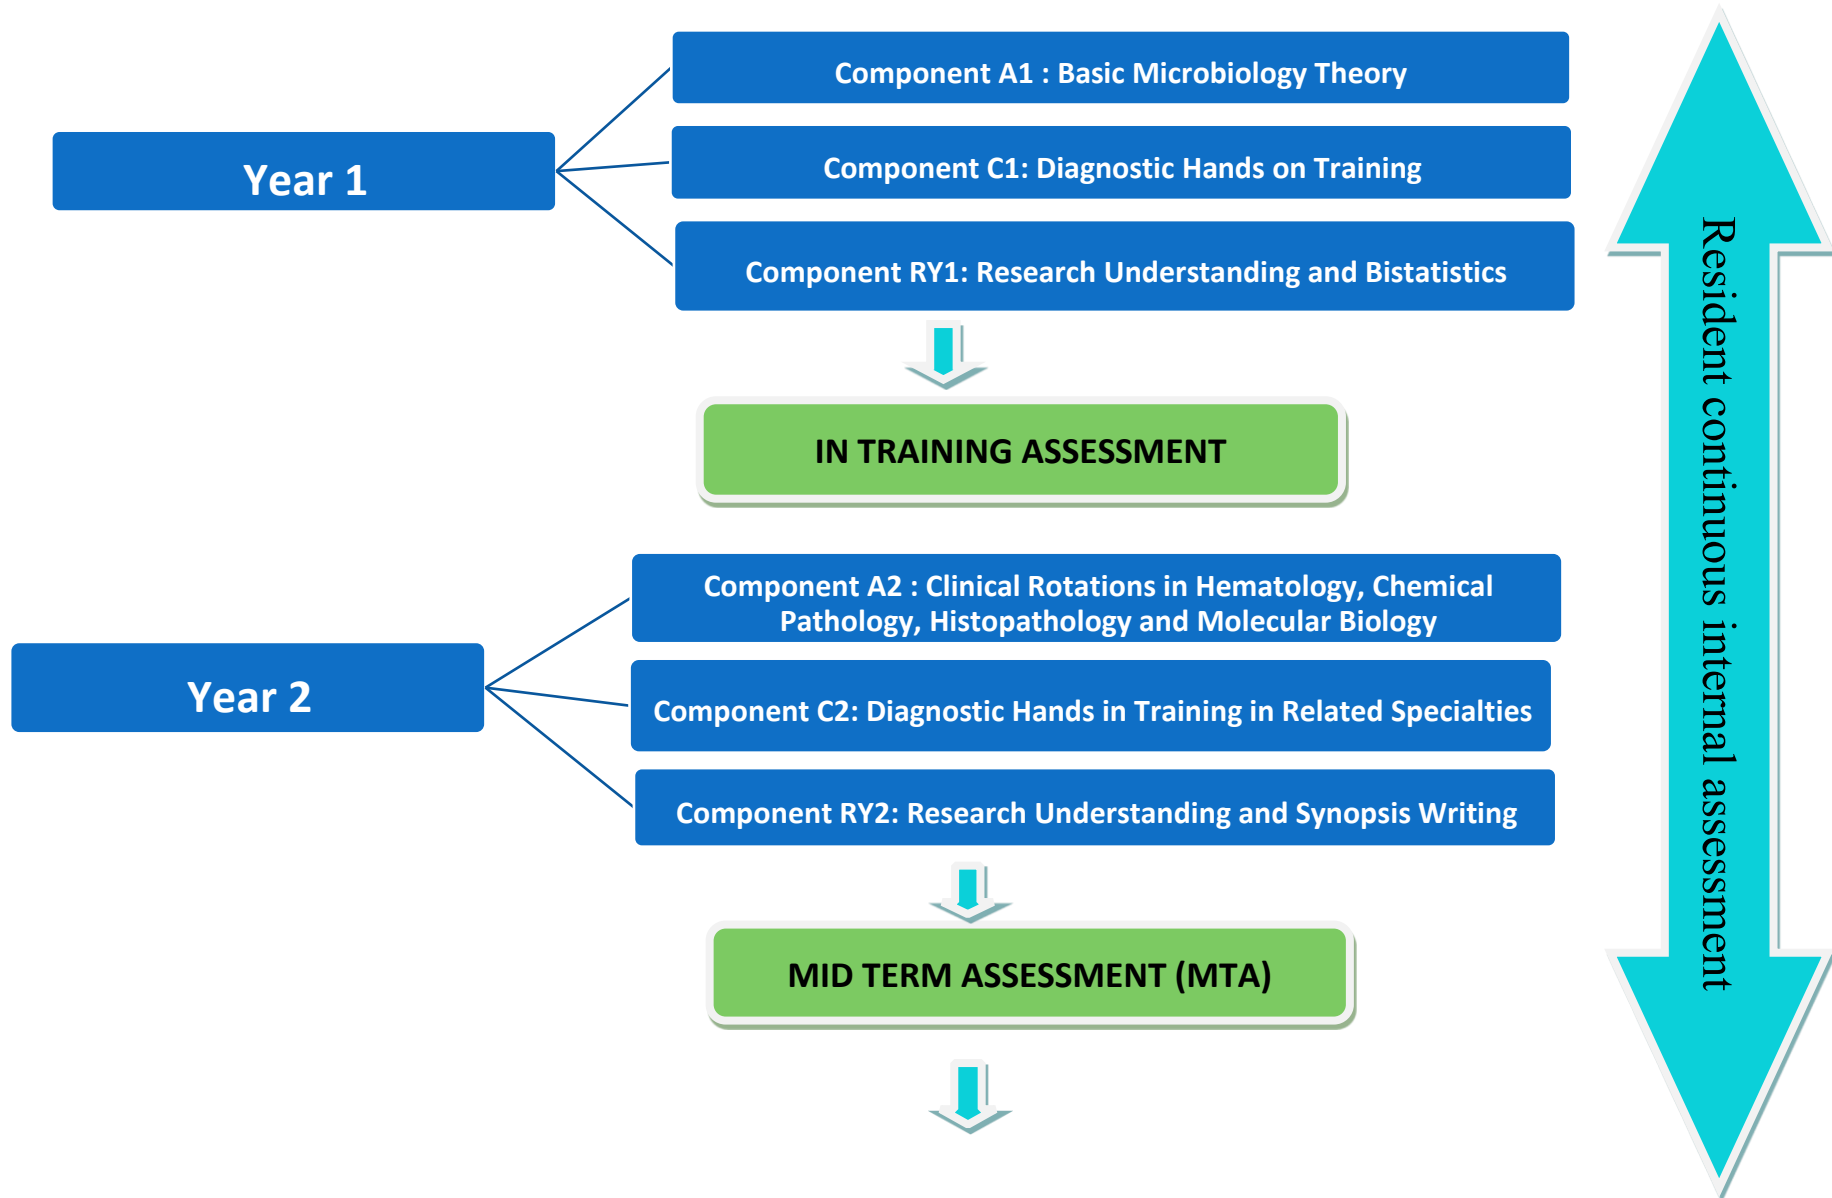 Component A1 : Basic Microbiology Theory
Year 1
Component C1: Diagnostic Hands on Training
Component RY1: Research Understanding and Bistatistics
IN TRAINING ASSESSMENT
Component A2 : Clinical Rotations in Hematology, Chemical
Pathology, Histopathology and Molecular Biology
Year 2
Component C2: Diagnostic Hands in Training in Related Specialties
Component RY2: Research Understanding and Synopsis Writing
MID TERM ASSESSMENT (MTA)
Resident continuous internal assessment